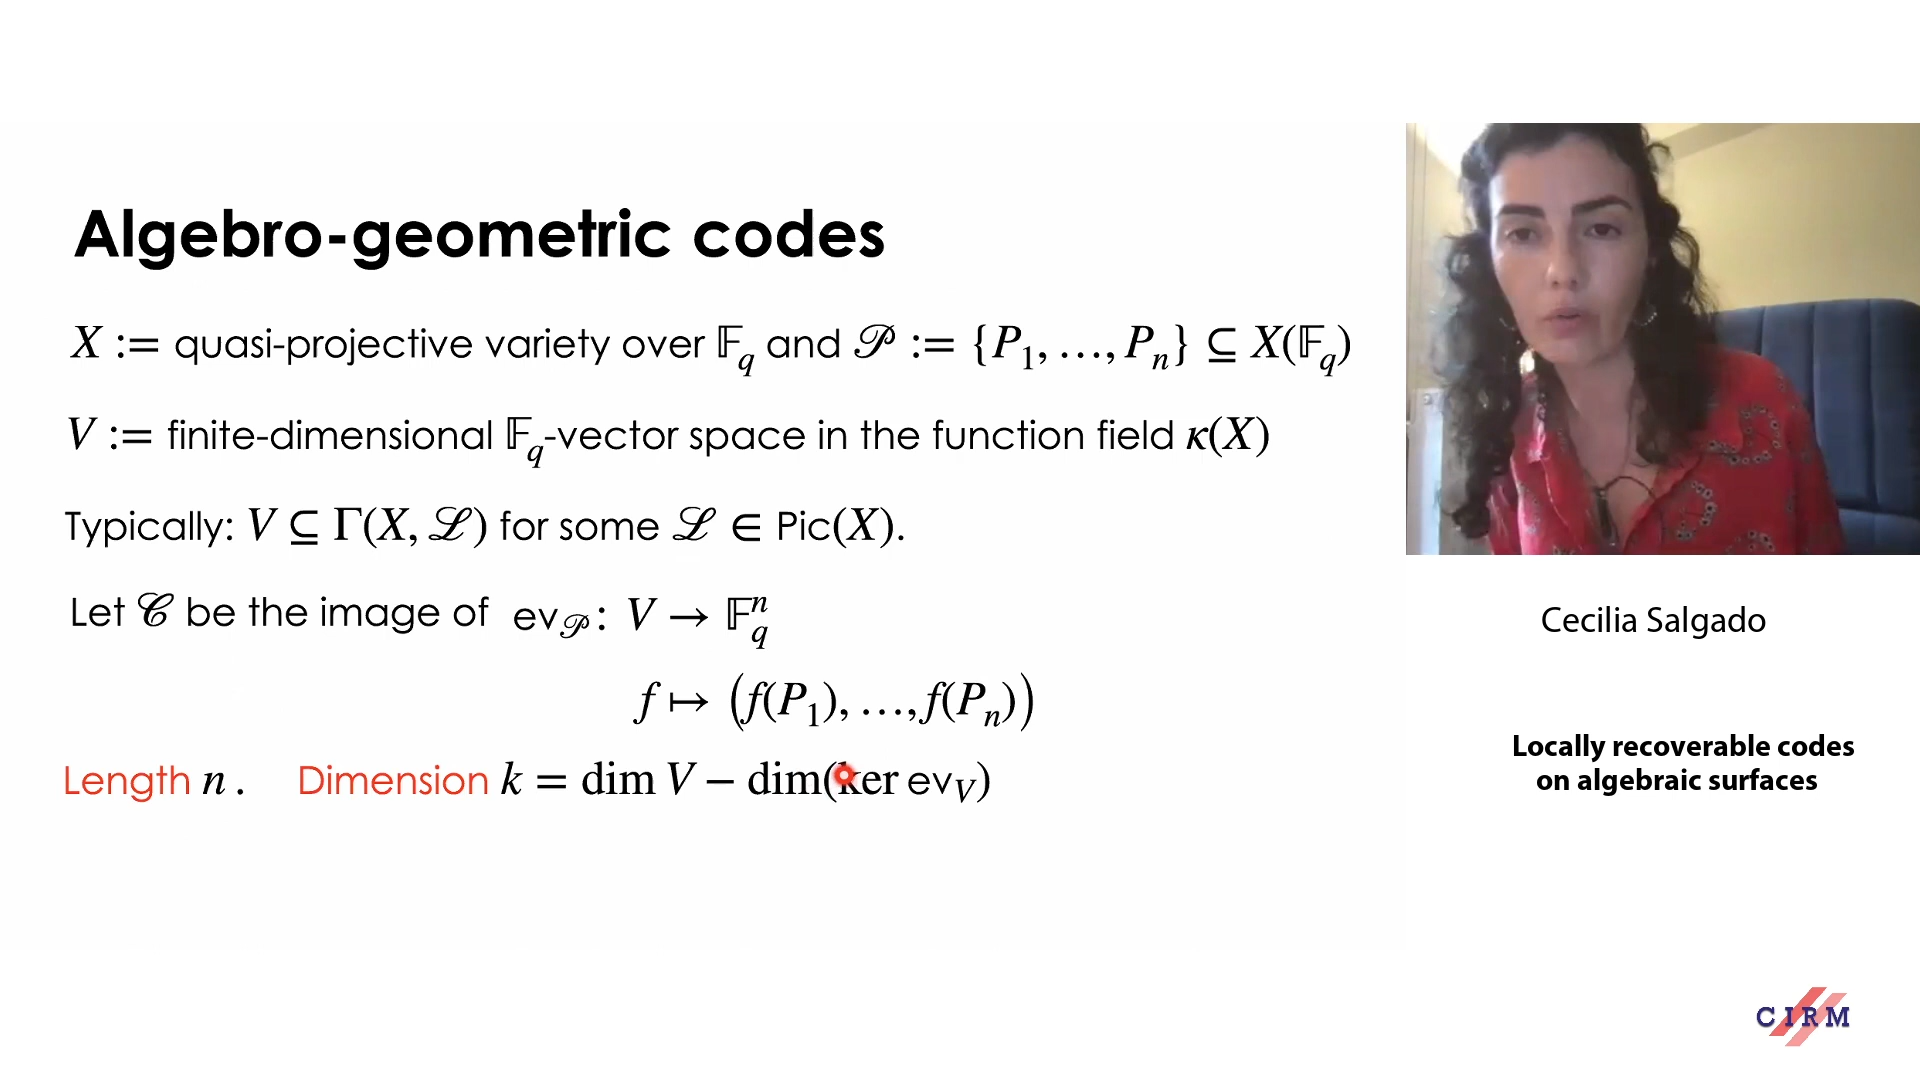 Algebro-geometric codes
X := quasi-projective variety over 𝔽_q and 𝒫 := {P_1, …, P_n} ⊆ X(𝔽_q)
V := finite-dimensional 𝔽_q-vector space in the function field κ(X)
Typically: V ⊆ Γ(X, ℒ) for some ℒ ∈ Pic(X).
Let 𝒞 be the image of ev_𝒫 : V → 𝔽_q^n
f ↦ (f(P_1), …, f(P_n))
Length n . Dimension k = dim V − dim(ker ev_V)
Cecilia Salgado
Locally recoverable codes
on algebraic surfaces
CIRM